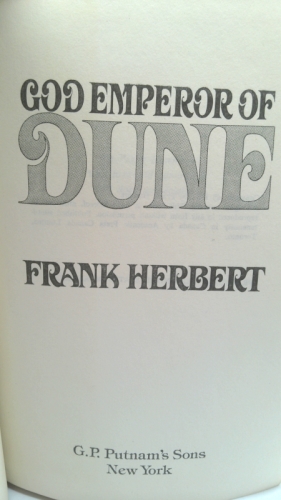 GOD EMPEROR OF
DUNE
FRANK HERBERT
G.P. Putnam's Sons
New York